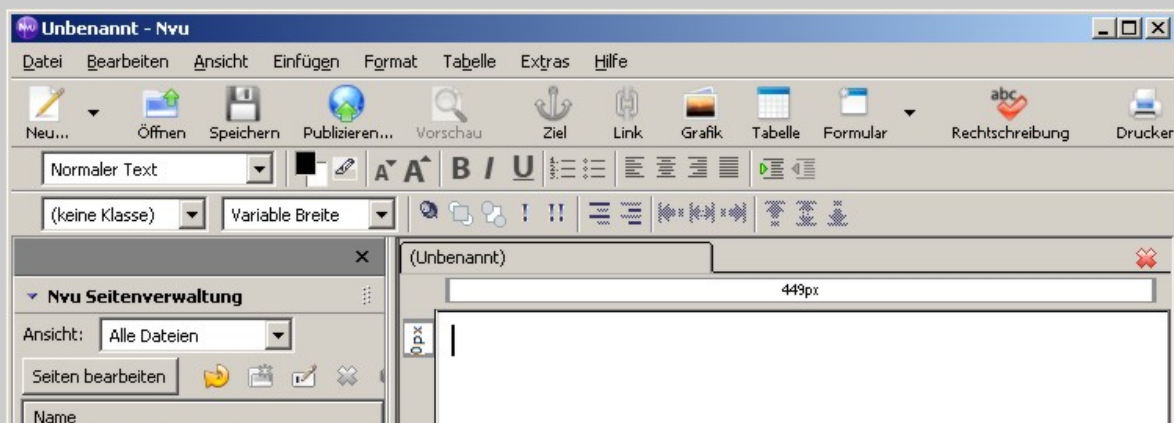 Unbenannt - Nvu
Datei Bearbeiten Ansicht Einfügen Format Tabelle Extras Hilfe
Neu... Öffnen Speichern Publizieren... Vorschau Ziel Link Grafik Tabelle Formular Rechtschreibung Drucken
Normaler Text A A B I U
(keine Klasse) Variable Breite ! !!
(Unbenannt)
449px
Nvu Seitenverwaltung
Ansicht: Alle Dateien
0px
Seiten bearbeiten
Name